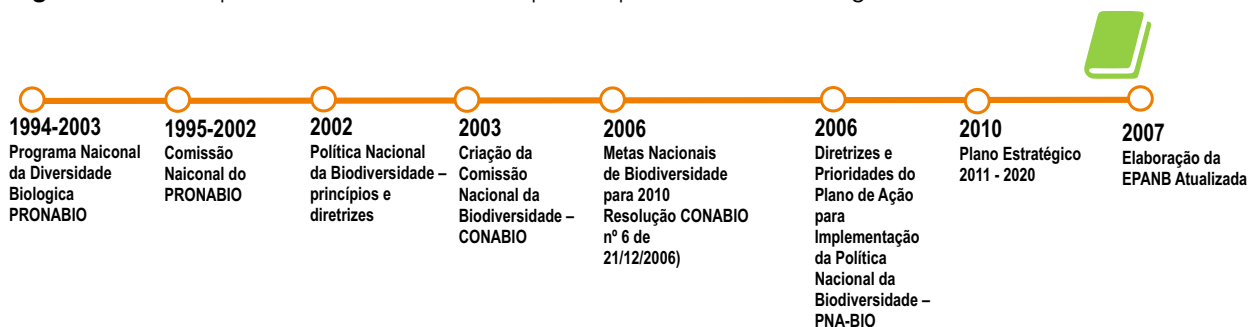 1994-2003
Programa Naiconal
da Diversidade
Biologica
PRONABIO
1995-2002
Comissão
Naiconal do
PRONABIO
2002
Política Nacional
da Biodiversidade –
princípios e
diretrizes
2003
Criação da
Comissão
Nacional da
Biodiversidade –
CONABIO
2006
Metas Nacionais
de Biodiversidade
para 2010
Resolução CONABIO
nº 6 de
21/12/2006)
2006
Diretrizes e
Prioridades do
Plano de Ação
para
Implementação
da Política
Nacional da
Biodiversidade –
PNA-BIO
2010
Plano Estratégico
2011 - 2020
2007
Elaboração da
EPANB Atualizada